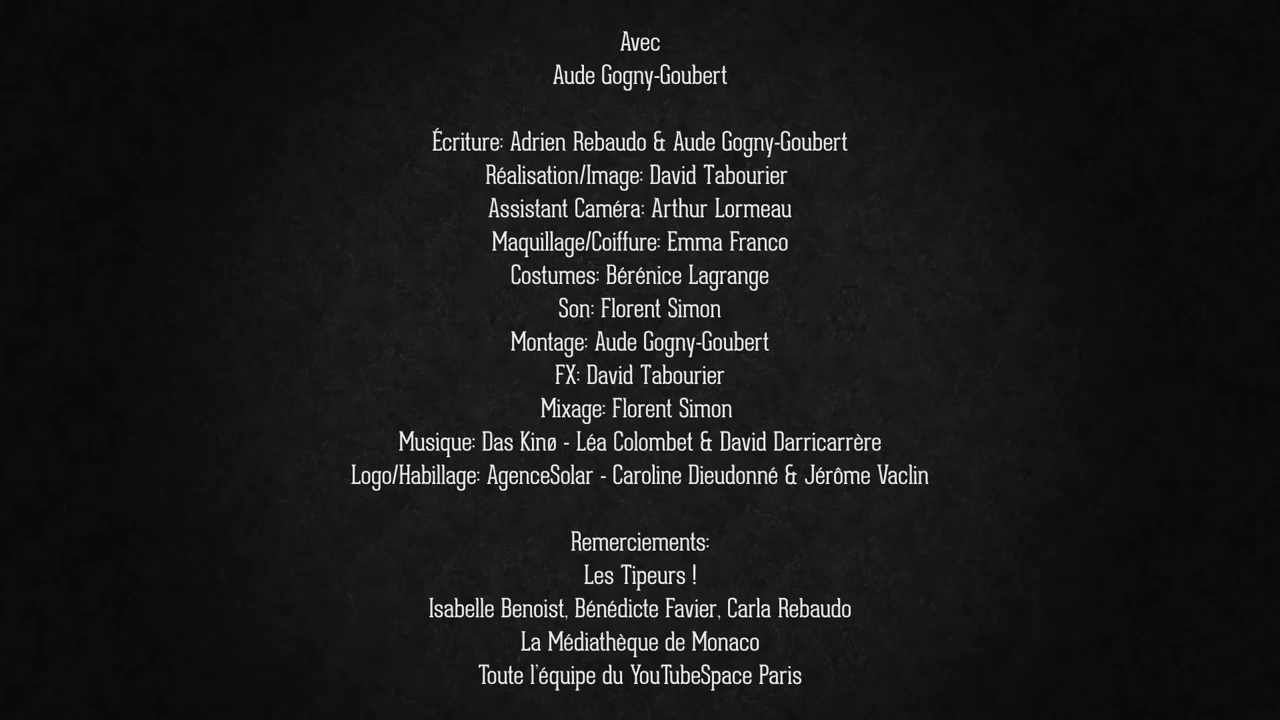 Avec
Aude Gogny-Goubert
Écriture: Adrien Rebaudo & Aude Gogny-Goubert
Réalisation/Image: David Tabourier
Assistant Caméra: Arthur Lormeau
Maquillage/Coiffure: Emma Franco
Costumes: Bérénice Lagrange
Son: Florent Simon
Montage: Aude Gogny-Goubert
FX: David Tabourier
Mixage: Florent Simon
Musique: Das Kinø - Léa Colombet & David Darricarrère
Logo/Habillage: AgenceSolar - Caroline Dieudonné & Jérôme Vaclin
Remerciements:
Les Tipeurs !
Isabelle Benoist, Bénédicte Favier, Carla Rebaudo
La Médiathèque de Monaco
Toute l'équipe du YouTubeSpace Paris